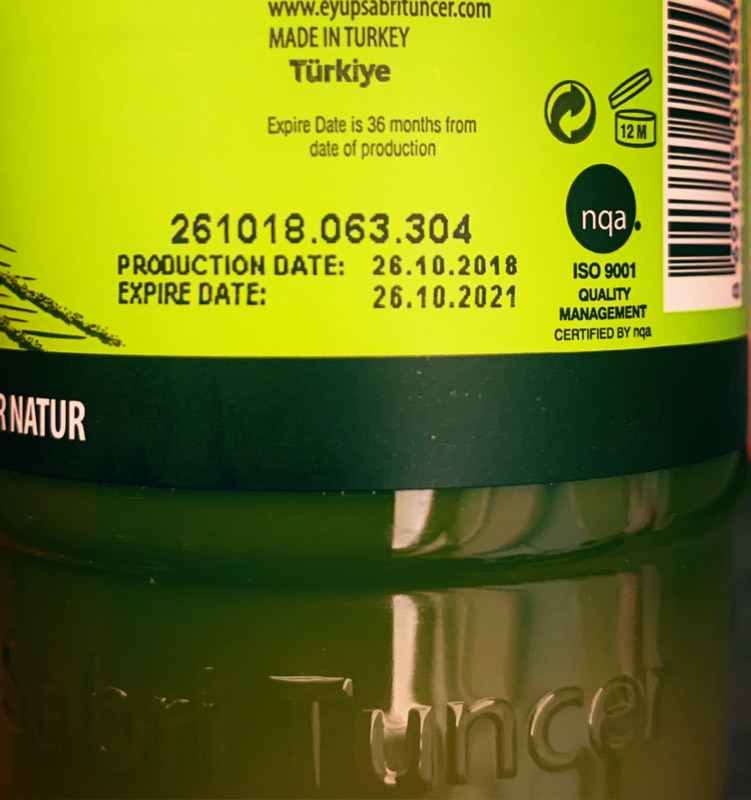 www.eyupsabrituncer.com
MADE IN TURKEY
Türkiye
Expire Date is 36 months from
date of production
12 M
261018.063.304
PRODUCTION DATE: 26.10.2018
EXPIRE DATE: 26.10.2021
nqa.
ISO 9001
QUALITY
MANAGEMENT
CERTIFIED BY nqa
NATUR
Sabri Tuncer